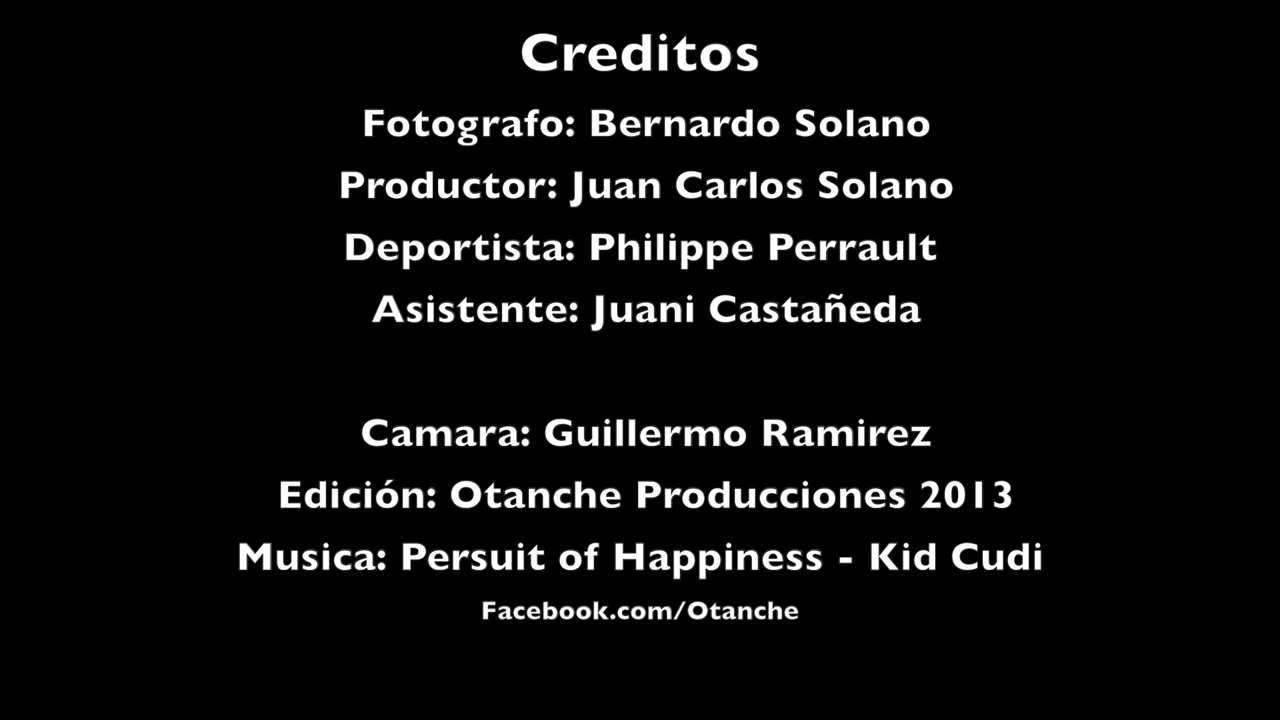 Creditos
Fotografo: Bernardo Solano
Productor: Juan Carlos Solano
Deportista: Philippe Perrault
Asistente: Juani Castañeda
Camara: Guillermo Ramirez
Edición: Otanche Producciones 2013
Musica: Persuit of Happiness - Kid Cudi
Facebook.com/Otanche